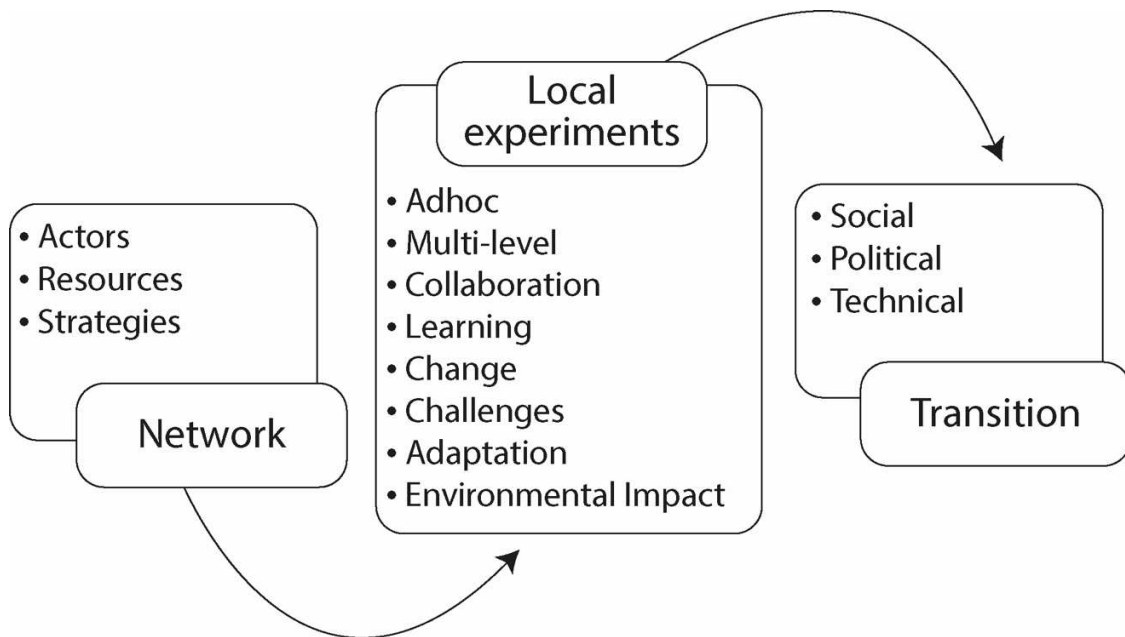 • Actors
• Resources
• Strategies
Network
Local
experiments
• Adhoc
• Multi-level
• Collaboration
• Learning
• Change
• Challenges
• Adaptation
• Environmental Impact
• Social
• Political
• Technical
Transition